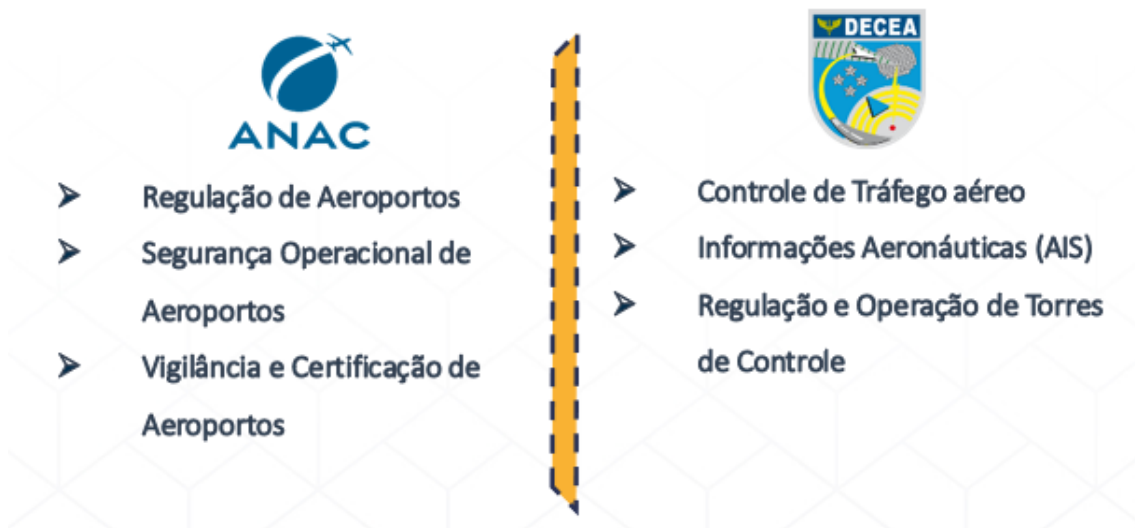 ANAC
Regulação de Aeroportos
Segurança Operacional de
Aeroportos
Vigilância e Certificação de
Aeroportos
DECEA
Controle de Tráfego aéreo
Informações Aeronáuticas (AIS)
Regulação e Operação de Torres
de Controle